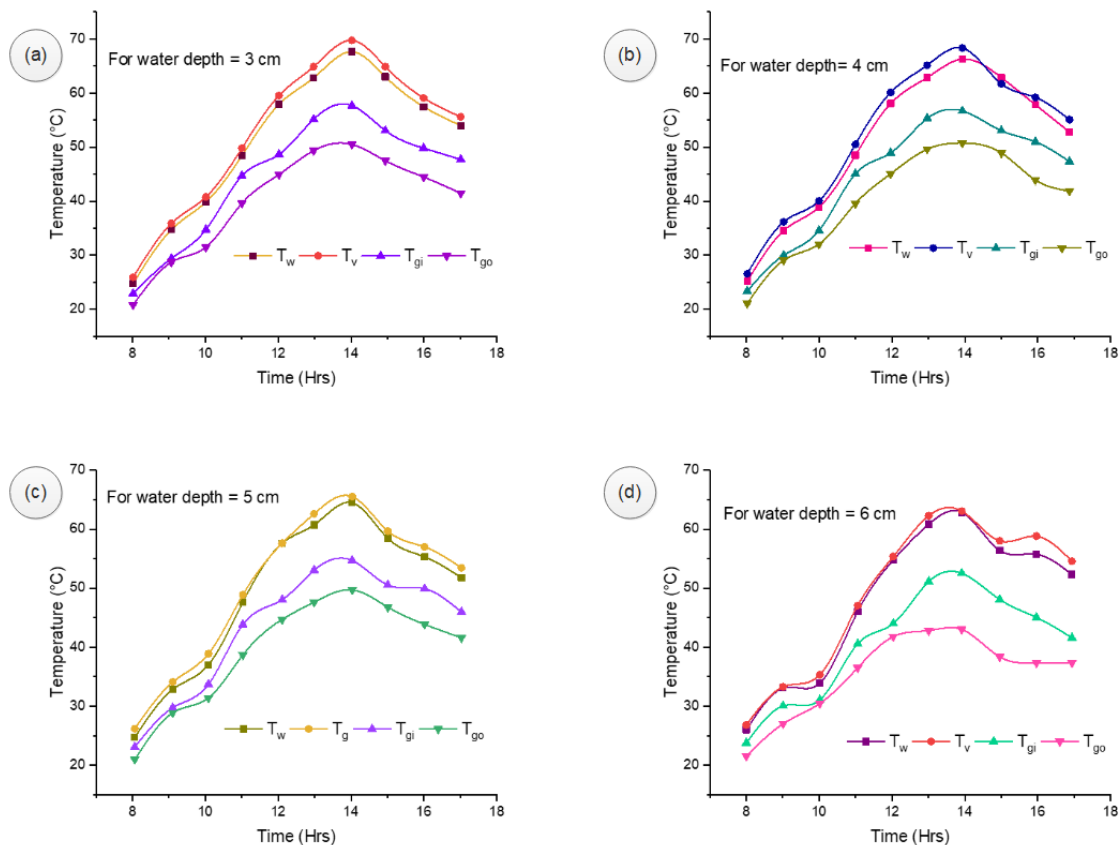 (a)
For water depth = 3 cm
Temperature (°C)
70
60
50
40
30
20
T_w T_v T_gi T_go
8 10 12 14 16 18
Time (Hrs)
(b)
For water depth= 4 cm
Temperature (°C)
70
60
50
40
30
20
T_w T_v T_gi T_go
8 10 12 14 16 18
Time (Hrs)
(c)
For water depth = 5 cm
Temperature (°C)
70
60
50
40
30
20
T_w T_g T_gi T_go
8 10 12 14 16 18
Time (Hrs)
(d)
For water depth = 6 cm
Temperature (°C)
70
60
50
40
30
20
T_w T_v T_gi T_go
8 10 12 14 16 18
Time (Hrs)